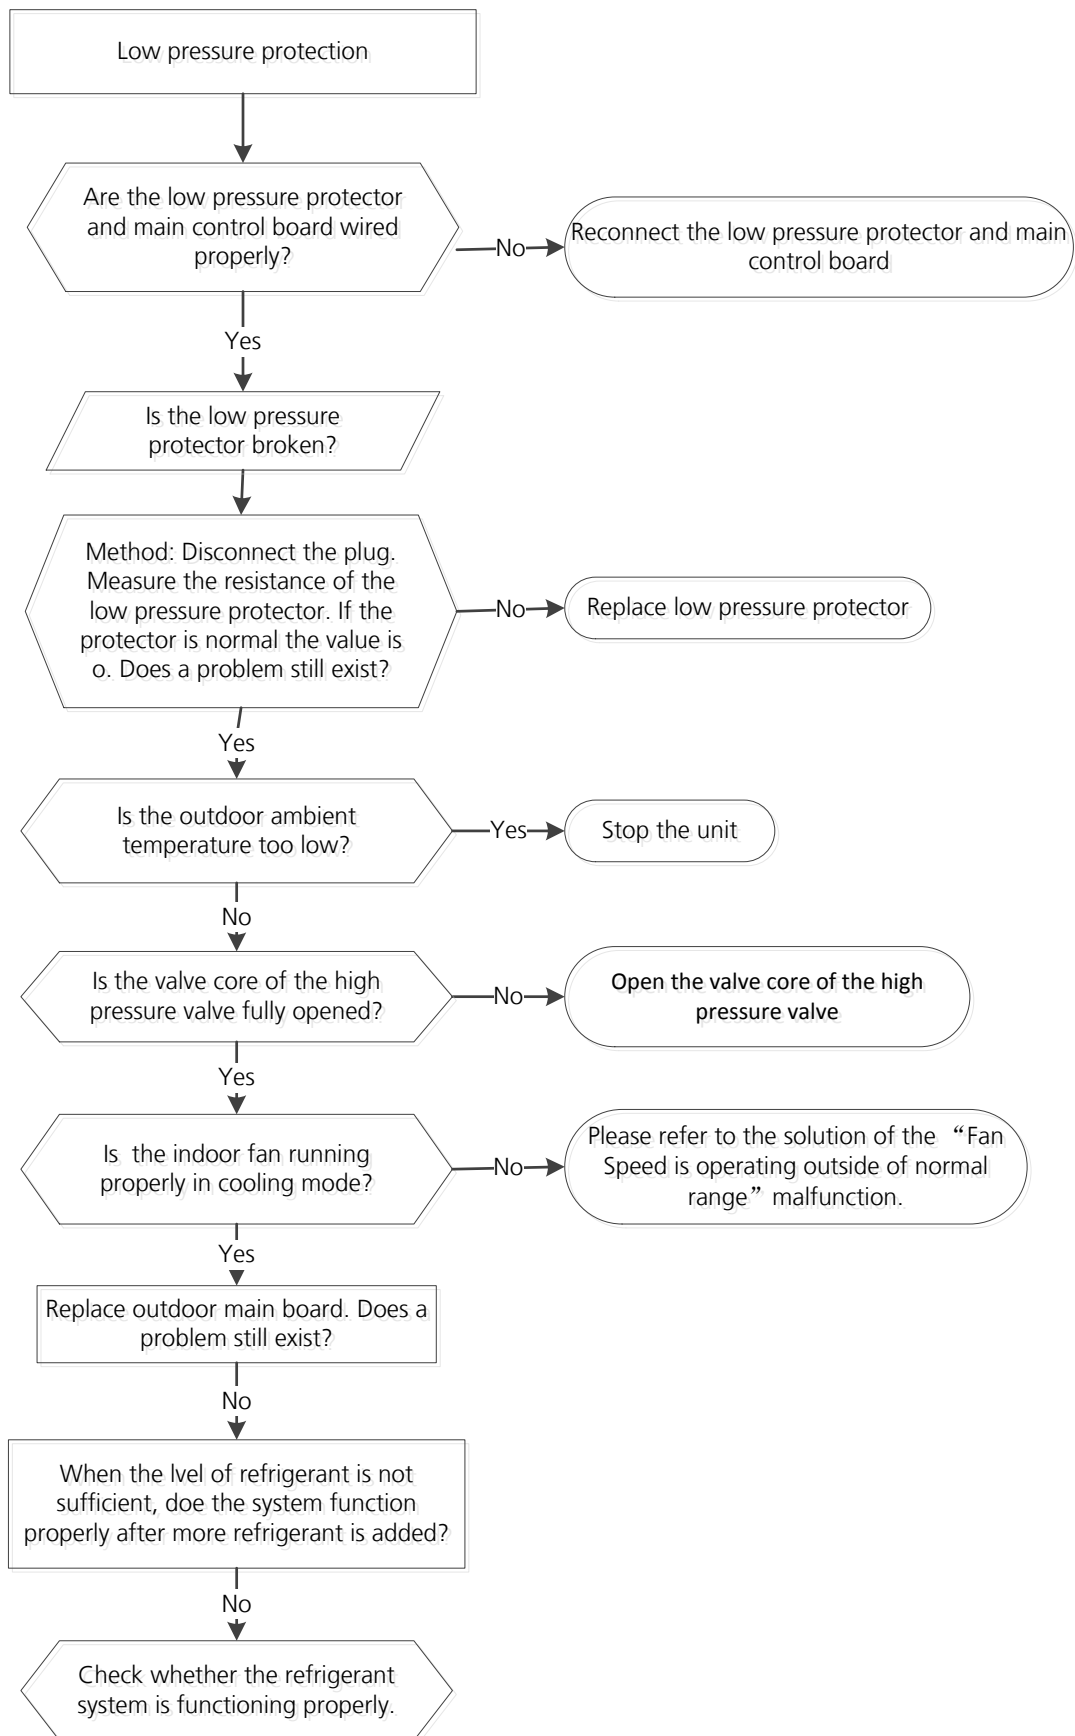 Low pressure protection
Are the low pressure protector
and main control board wired
properly?
No
Reconnect the low pressure protector and main
control board
Yes
Is the low pressure
protector broken?
Method: Disconnect the plug.
Measure the resistance of the
low pressure protector. If the
protector is normal the value is
o. Does a problem still exist?
No
Replace low pressure protector
Yes
Is the outdoor ambient
temperature too low?
Yes
Stop the unit
No
Is the valve core of the high
pressure valve fully opened?
No
Open the valve core of the high
pressure valve
Yes
Is the indoor fan running
properly in cooling mode?
No
Please refer to the solution of the “Fan
Speed is operating outside of normal
range” malfunction.
Yes
Replace outdoor main board. Does a
problem still exist?
No
When the lvel of refrigerant is not
sufficient, doe the system function
properly after more refrigerant is added?
No
Check whether the refrigerant
system is functioning properly.